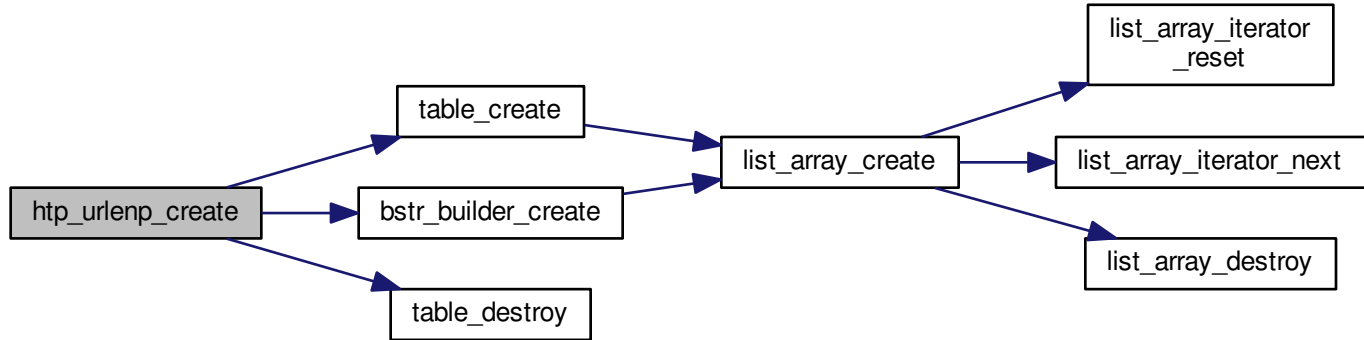 htp_urlenp_create
table_create
bstr_builder_create
table_destroy
list_array_create
list_array_iterator
_reset
list_array_iterator_next
list_array_destroy